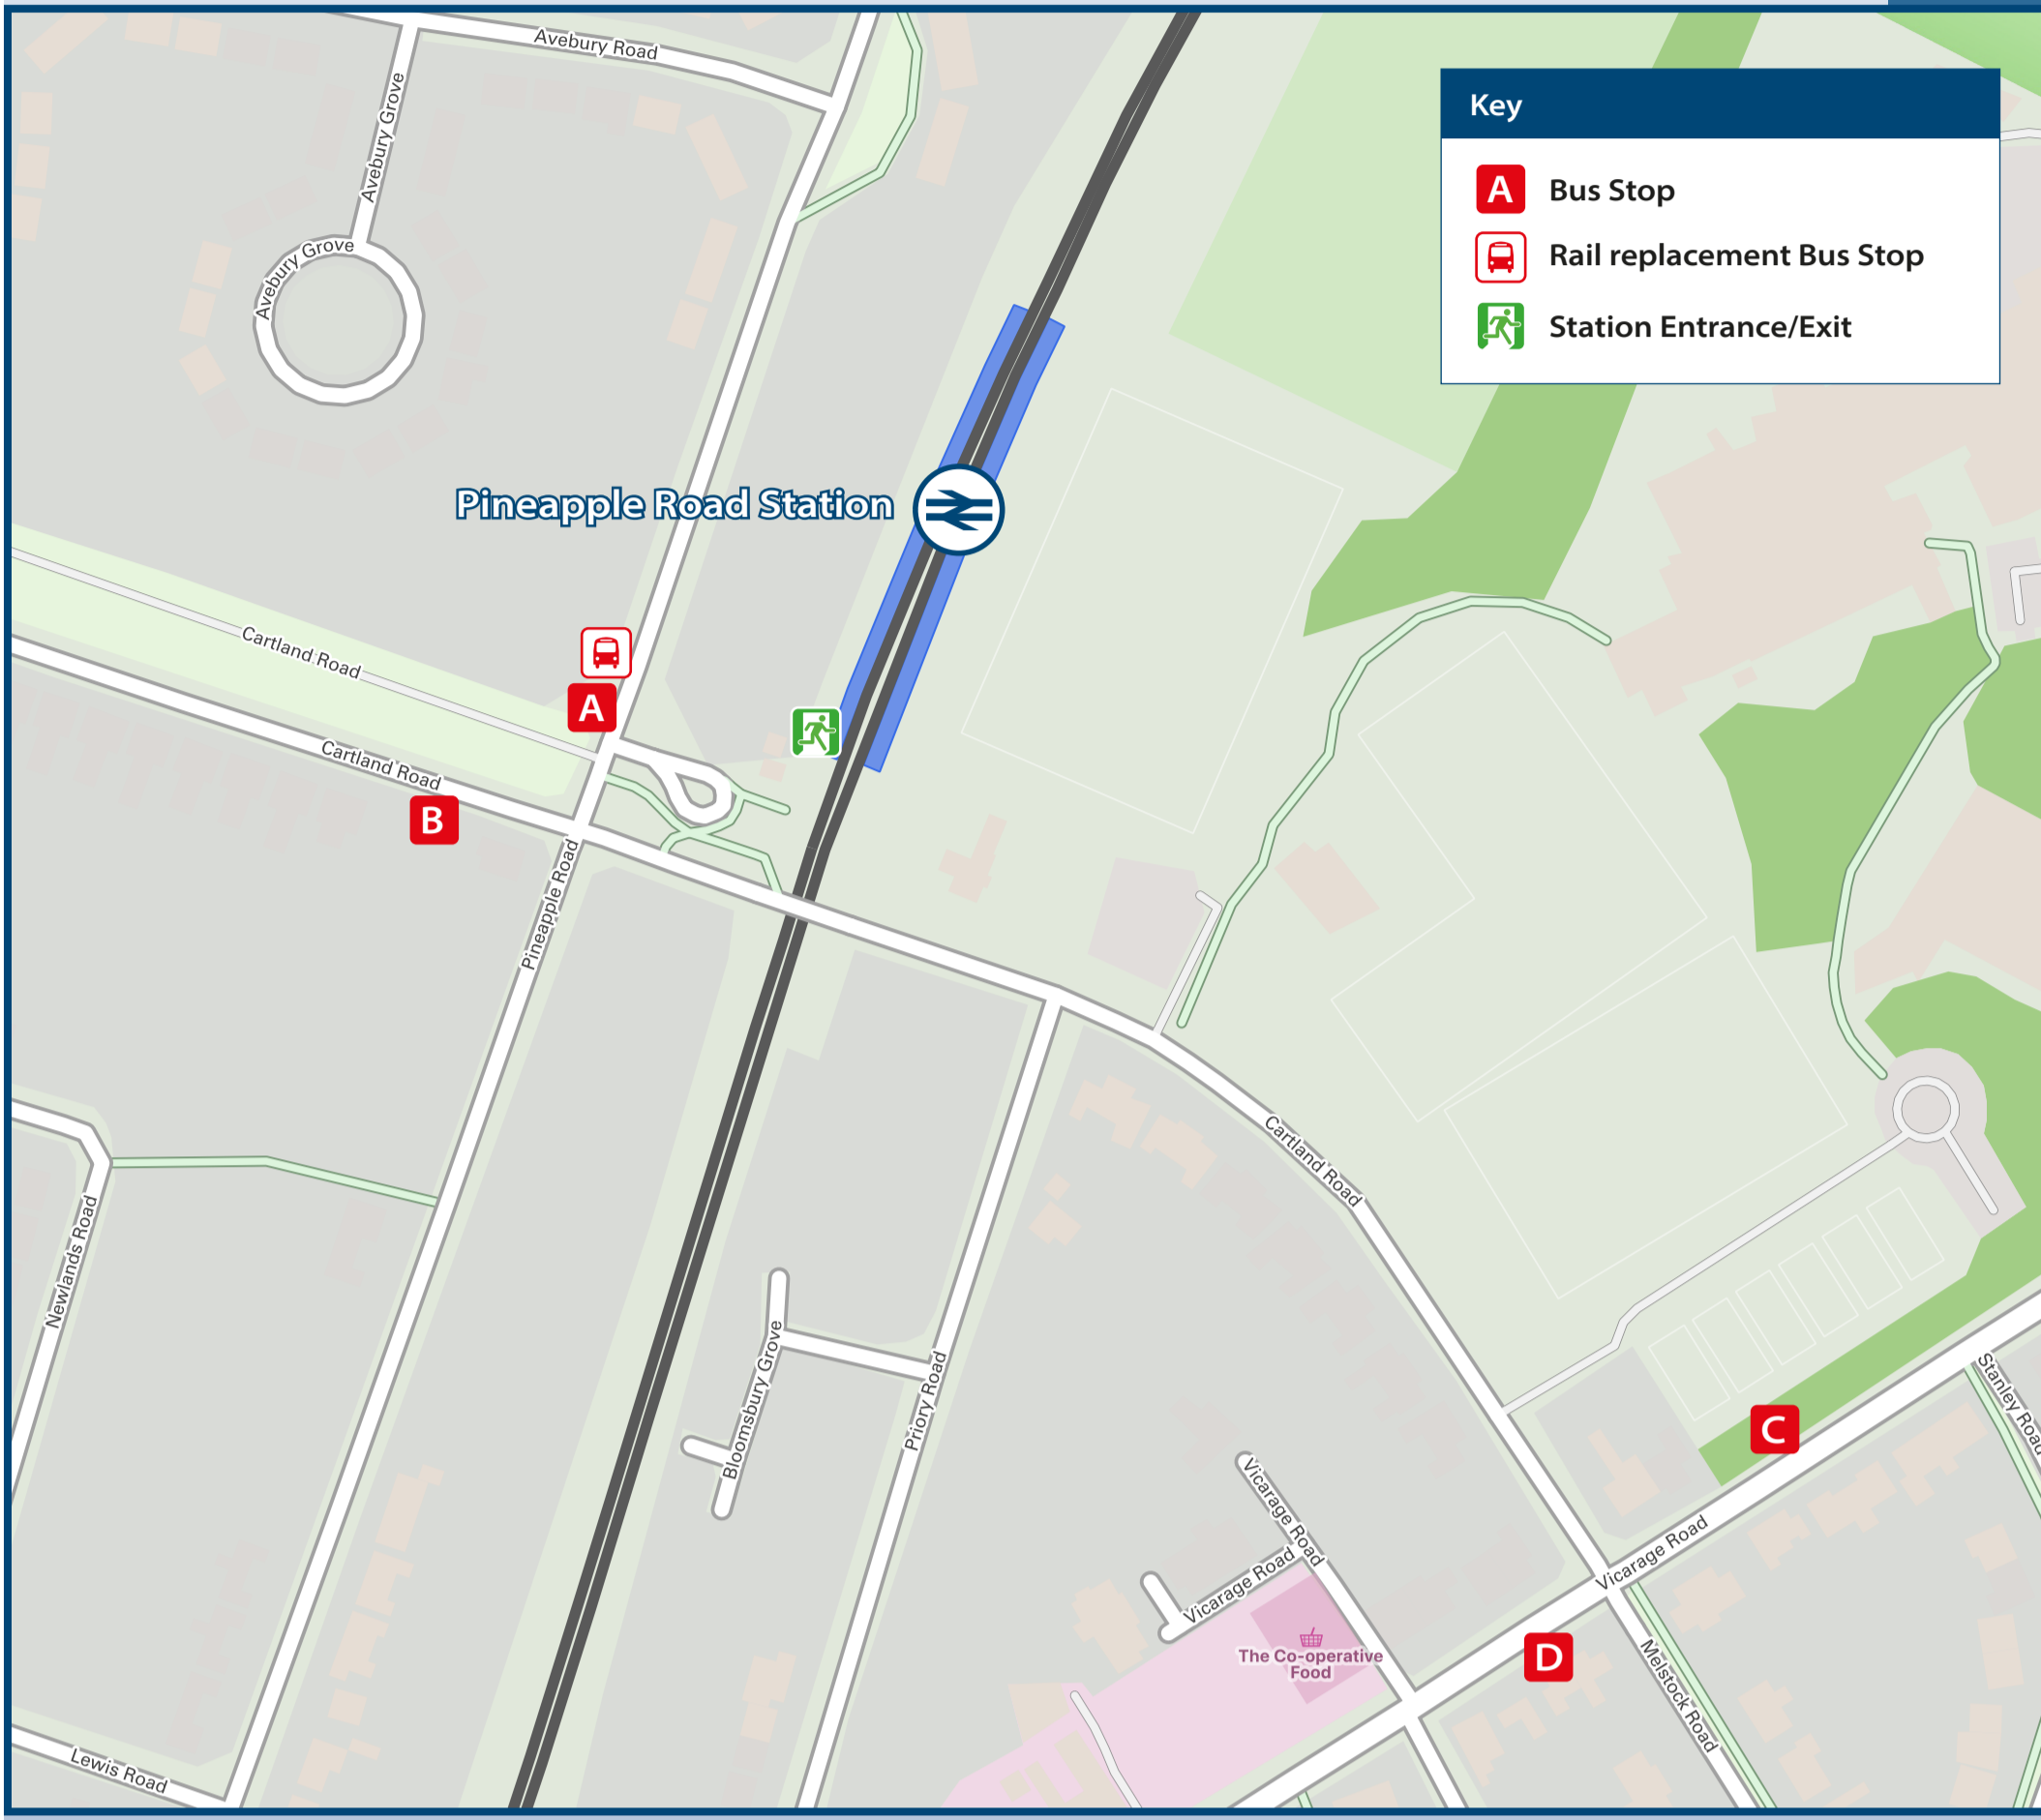 Avebury Road
Avebury Grove
Avebury Grove
Key
A
Bus Stop
Rail replacement Bus Stop
Station Entrance/Exit
Pineapple Road Station
Cartland Road
A
Cartland Road
B
Pineapple Road
Cartland Road
Newlands Road
Bloomsbury Grove
Priory Road
Stanley Road
C
Vicarage Road
Vicarage Road
Vicarage Road
The Co-operative
Food
D
Melstock Road
Lewis Road